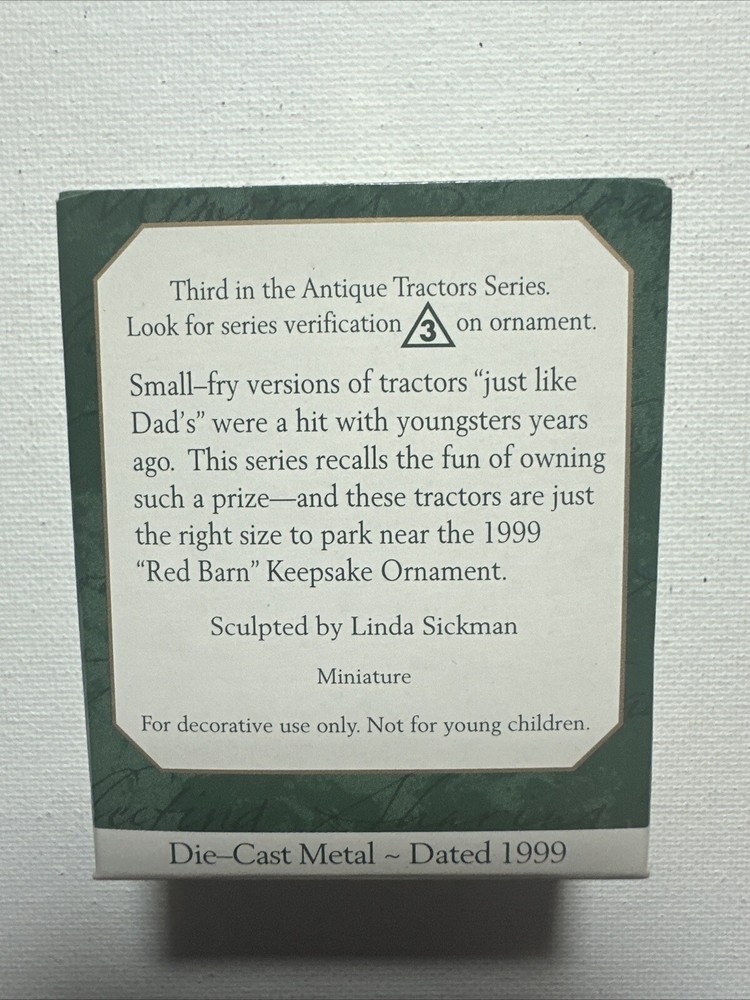 Memories
Third in the Antique Tractors Series.
Look for series verification 3 on ornament.
Small–fry versions of tractors “just like
Dad’s” were a hit with youngsters years
ago. This series recalls the fun of owning
such a prize—and these tractors are just
the right size to park near the 1999
“Red Barn” Keepsake Ornament.
Sculpted by Linda Sickman
Miniature
For decorative use only. Not for young children.
Sharing
Die–Cast Metal ~ Dated 1999